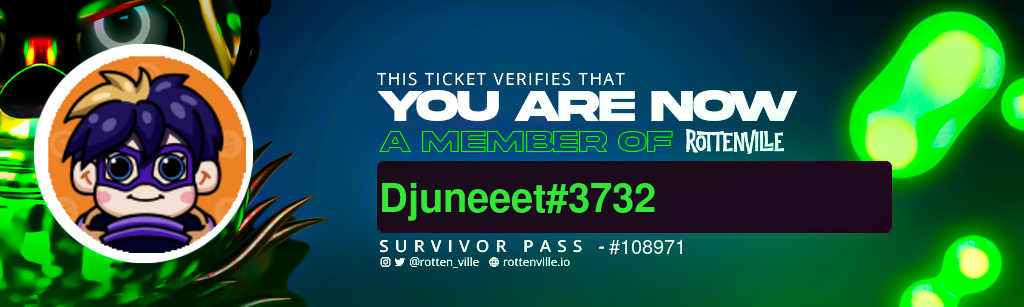 THIS TICKET VERIFIES THAT
YOU ARE NOW
A MEMBER OF ROTTENVILLE
Djuneeet#3732
SURVIVOR PASS - #108971
@rotten_ville rottenville.io